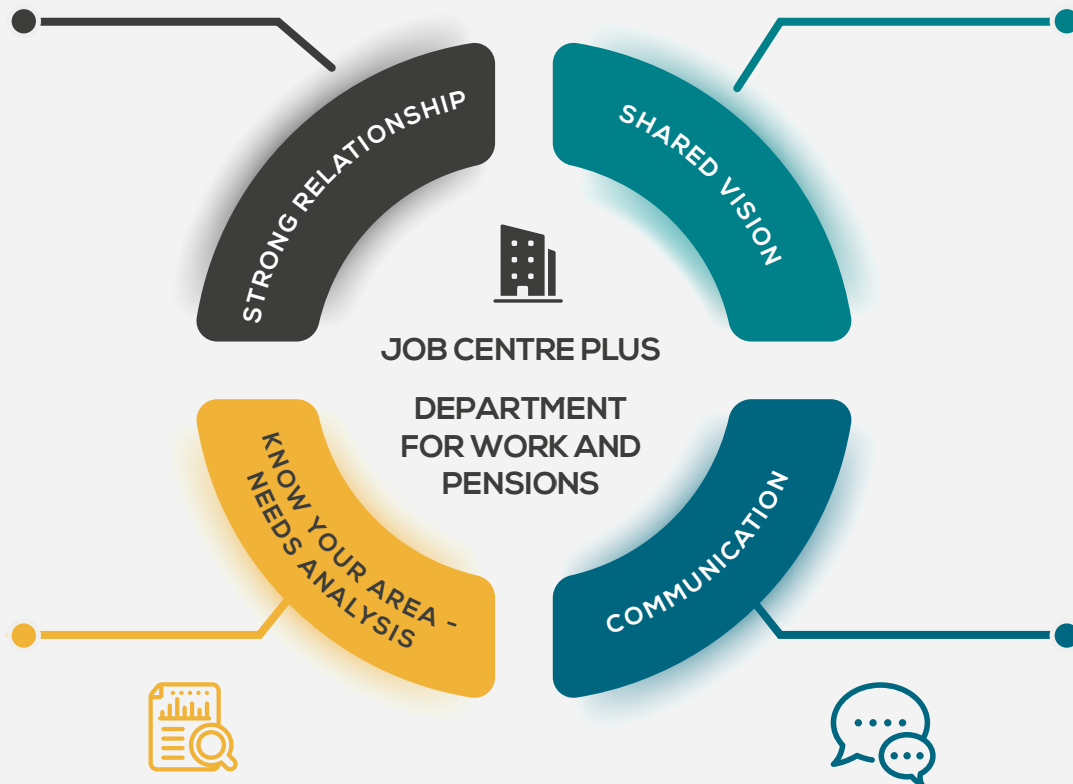 STRONG RELATIONSHIP
SHARED VISION
JOB CENTRE PLUS
DEPARTMENT
FOR WORK AND
PENSIONS
KNOW YOUR AREA -
NEEDS ANALYSIS
COMMUNICATION